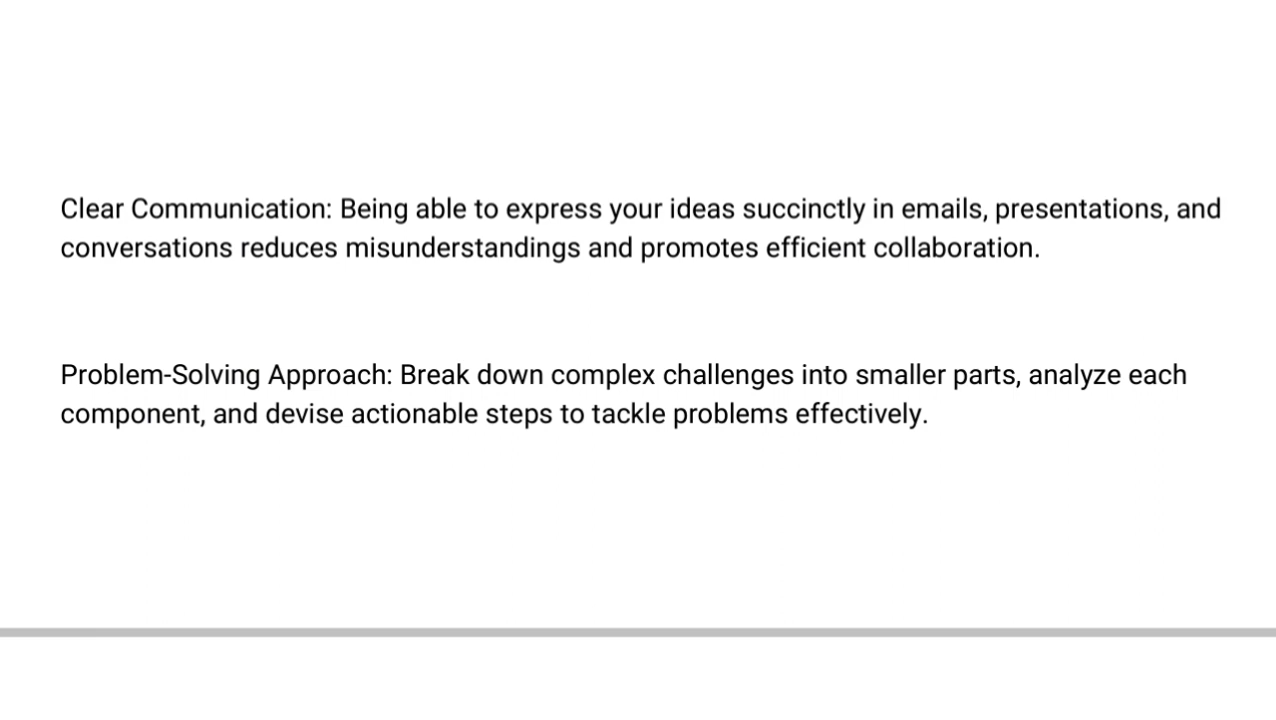 Clear Communication: Being able to express your ideas succinctly in emails, presentations, and
conversations reduces misunderstandings and promotes efficient collaboration.
Problem-Solving Approach: Break down complex challenges into smaller parts, analyze each
component, and devise actionable steps to tackle problems effectively.